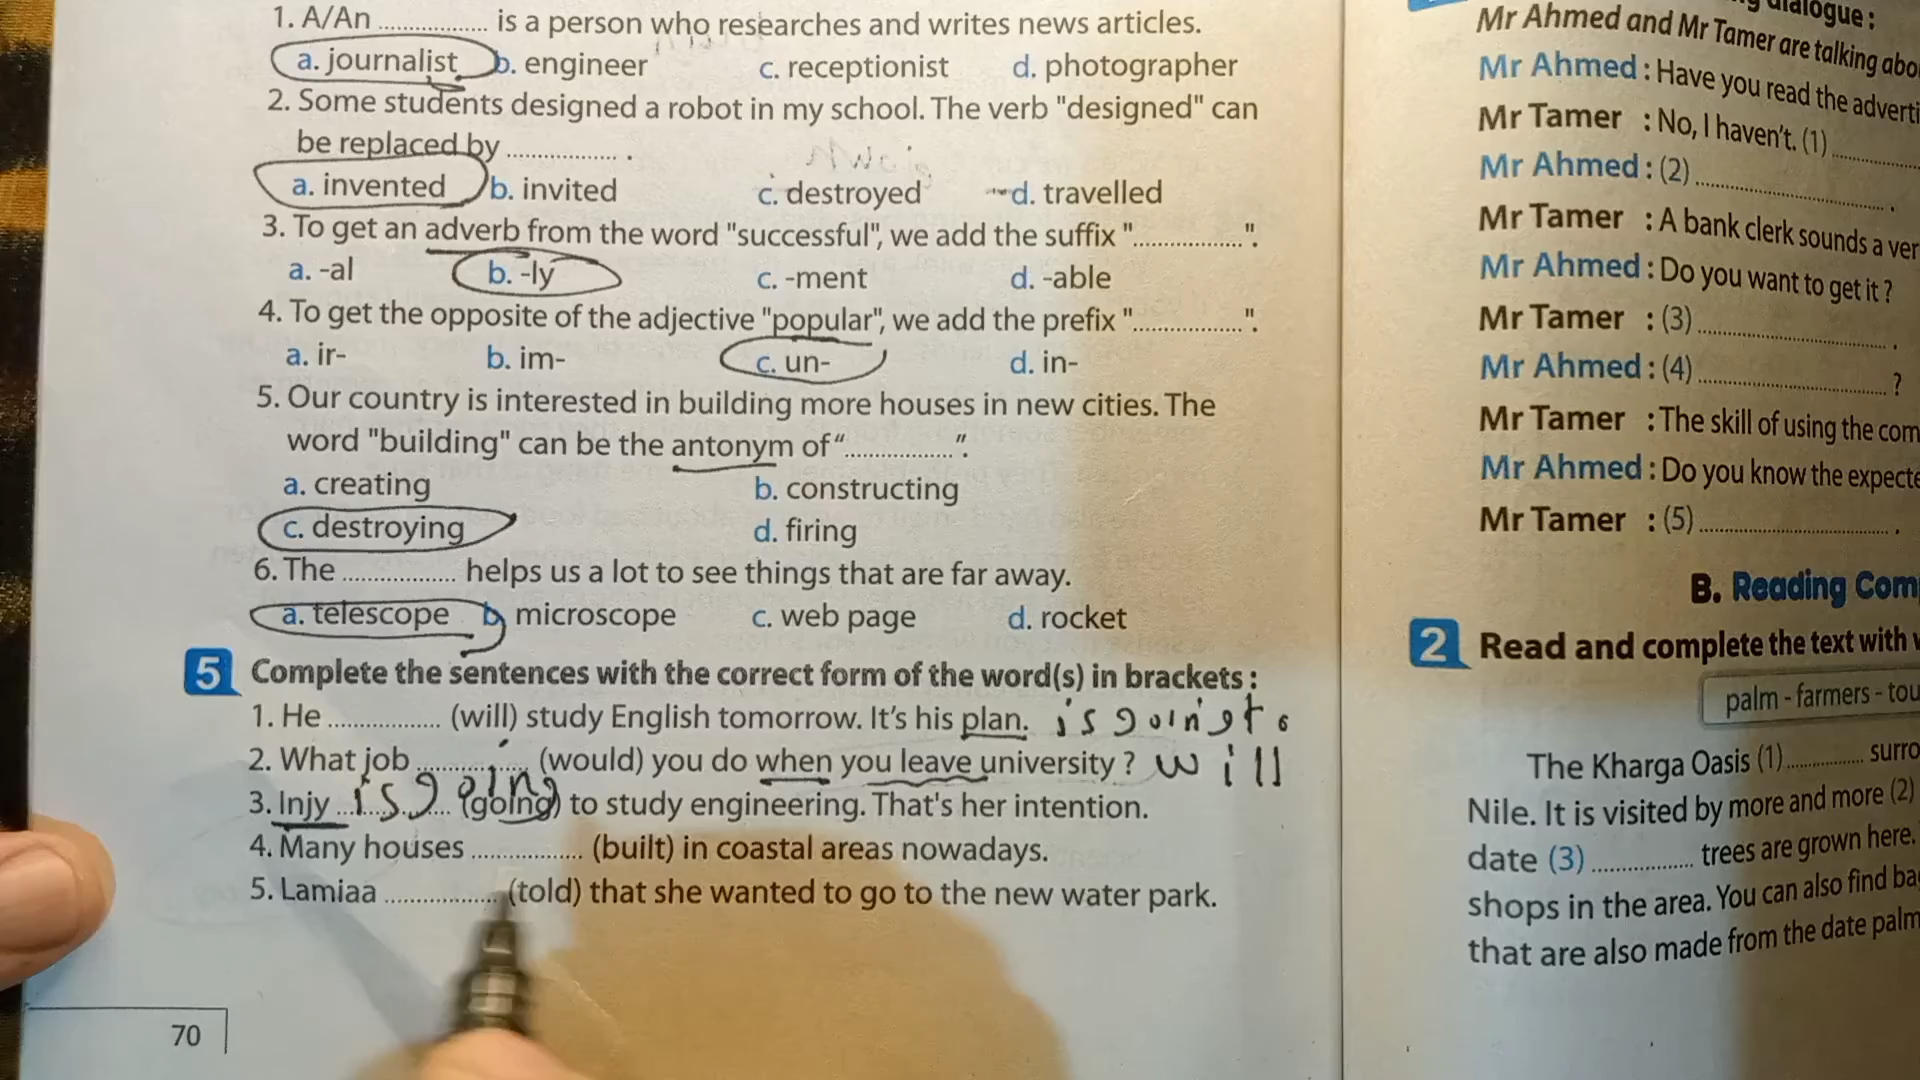 1. A/An ................ is a person who researches and writes news articles.
a. journalist b. engineer c. receptionist d. photographer
2. Some students designed a robot in my school. The verb "designed" can
be replaced by ................ .
a. invented b. invited c. destroyed d. travelled
3. To get an adverb from the word "successful", we add the suffix "................".
a. -al b. -ly c. -ment d. -able
4. To get the opposite of the adjective "popular", we add the prefix "................".
a. ir- b. im- c. un- d. in-
5. Our country is interested in building more houses in new cities. The
word "building" can be the antonym of “................”.
a. creating b. constructing
c. destroying d. firing
6. The ................ helps us a lot to see things that are far away.
a. telescope b. microscope c. web page d. rocket
5 Complete the sentences with the correct form of the word(s) in brackets :
1. He ................ (will) study English tomorrow. It's his plan. is going to
2. What job ................ (would) you do when you leave university ? will
3. Injy ................ is going (going) to study engineering. That's her intention.
4. Many houses ................ (built) in coastal areas nowadays.
5. Lamiaa ................ (told) that she wanted to go to the new water park.
70
dialogue :
Mr Ahmed and Mr Tamer are talking
Mr Ahmed : Have you read the
Mr Tamer : No, I haven't. (1) ................
Mr Ahmed : (2) ................ .
Mr Tamer : A bank clerk sounds a
Mr Ahmed : Do you want to get it ?
Mr Tamer : (3) ................ .
Mr Ahmed : (4) ................ ?
Mr Tamer : The skill of using the
Mr Ahmed : Do you know the
Mr Tamer : (5) ................ .
B. Reading
2 Read and complete the text with
palm - farmers -
The Kharga Oasis (1) ................
Nile. It is visited by more and more (2)
date (3) ................ trees are grown here.
shops in the area. You can also find
that are also made from the date palm